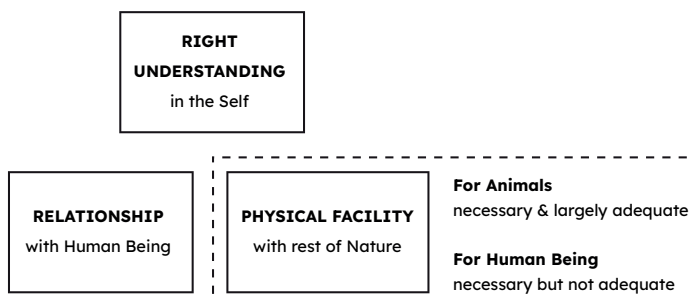 RIGHT
UNDERSTANDING
in the Self
RELATIONSHIP
with Human Being
PHYSICAL FACILITY
with rest of Nature
For Animals
necessary & largely adequate
For Human Being
necessary but not adequate